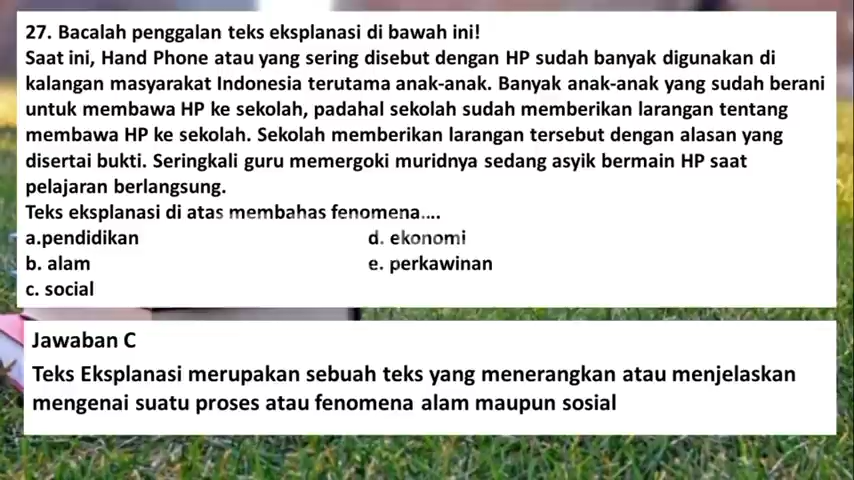 27. Bacalah penggalan teks eksplanasi di bawah ini!
Saat ini, Hand Phone atau yang sering disebut dengan HP sudah banyak digunakan di
kalangan masyarakat Indonesia terutama anak-anak. Banyak anak-anak yang sudah berani
untuk membawa HP ke sekolah, padahal sekolah sudah memberikan larangan tentang
membawa HP ke sekolah. Sekolah memberikan larangan tersebut dengan alasan yang
disertai bukti. Seringkali guru memergoki muridnya sedang asyik bermain HP saat
pelajaran berlangsung.
Teks eksplanasi di atas membahas fenomena....
a.pendidikan
b. alam
c. social
d. ekonomi
e. perkawinan
Jawaban C
Teks Eksplanasi merupakan sebuah teks yang menerangkan atau menjelaskan
mengenai suatu proses atau fenomena alam maupun sosial